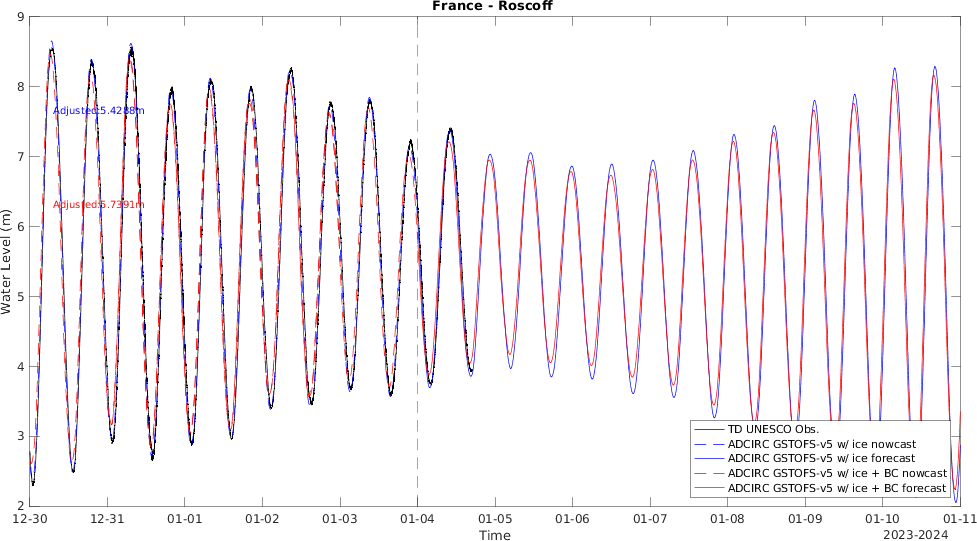 France - Roscoff
9
8
7
6
5
4
3
2
Water Level (m)
Adjusted:5.4288m
Adjusted:5.7391m
TD UNESCO Obs.
ADCIRC GSTOFS-v5 w/ ice nowcast
ADCIRC GSTOFS-v5 w/ ice forecast
ADCIRC GSTOFS-v5 w/ ice + BC nowcast
ADCIRC GSTOFS-v5 w/ ice + BC forecast
12-30 12-31 01-01 01-02 01-03 01-04 01-05 01-06 01-07 01-08 01-09 01-10 01-11
Time
2023-2024